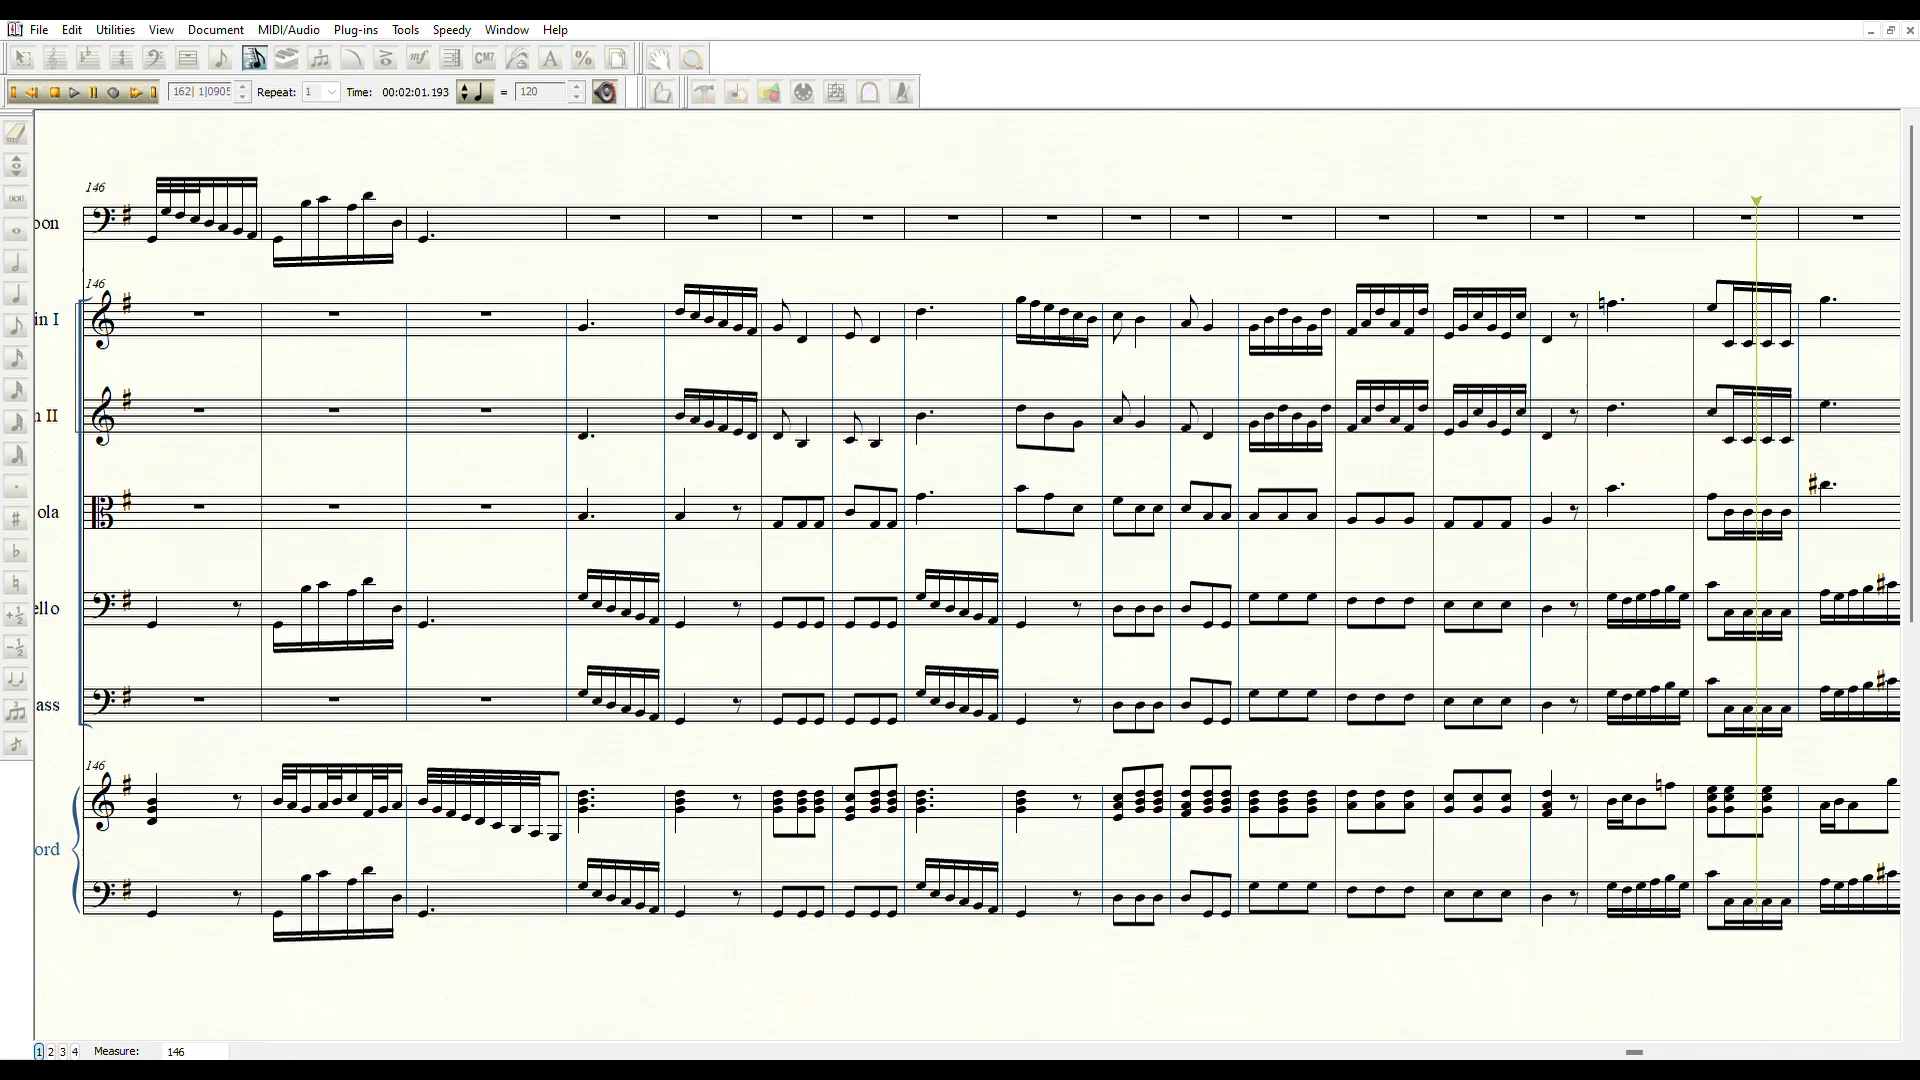 File Edit Utilities View Document MIDI/Audio Plug-ins Tools Speedy Window Help
CM7 A %
162| 1|0905 Repeat: 1 Time: 00:02:01.193 = 120
146
oon
146
in I
n II
ola
ello
ass
146
ord
1 2 3 4 Measure: 146